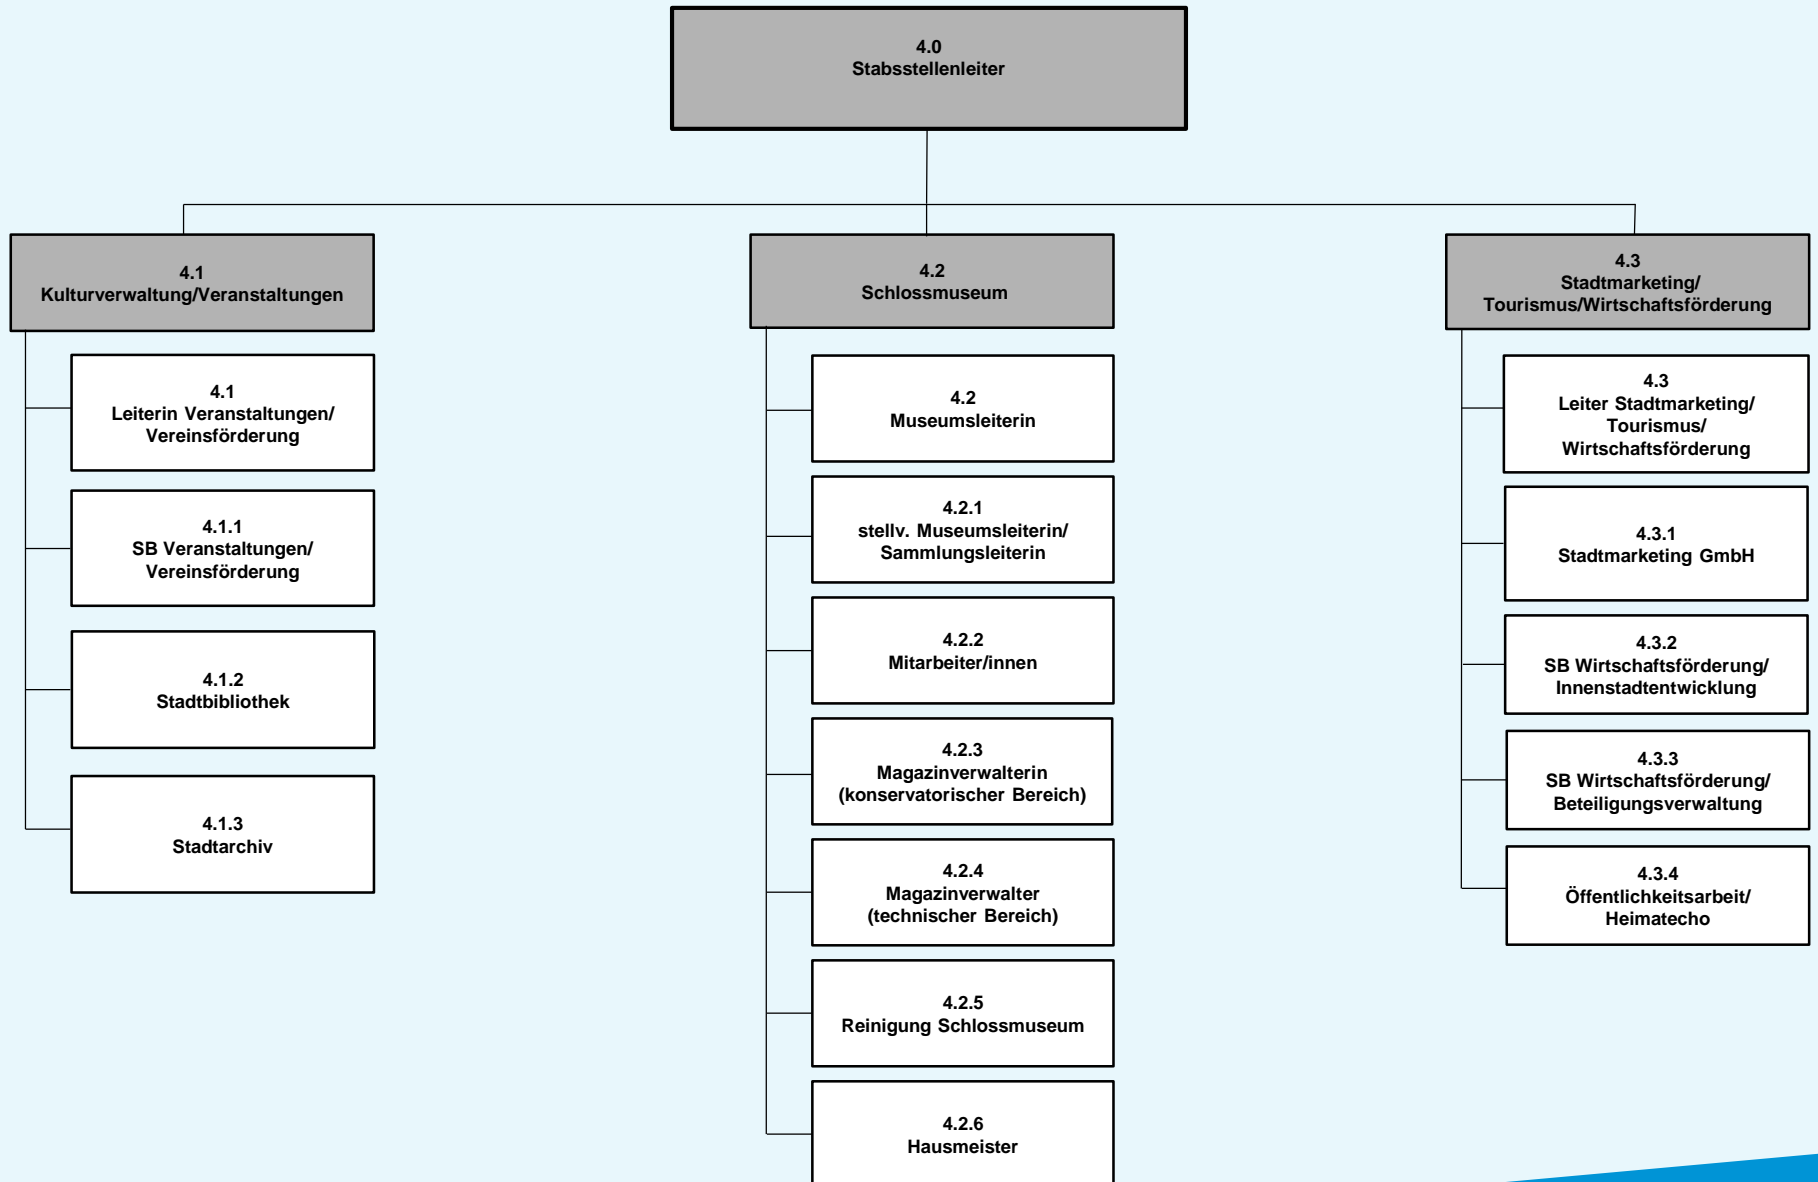 4.0
Stabsstellenleiter
4.1
Kulturverwaltung/Veranstaltungen
4.1
Leiterin Veranstaltungen/
Vereinsförderung
4.1.1
SB Veranstaltungen/
Vereinsförderung
4.1.2
Stadtbibliothek
4.1.3
Stadtarchiv
4.2
Schlossmuseum
4.2
Museumsleiterin
4.2.1
stellv. Museumsleiterin/
Sammlungsleiterin
4.2.2
Mitarbeiter/innen
4.2.3
Magazinverwalterin
(konservatorischer Bereich)
4.2.4
Magazinverwalter
(technischer Bereich)
4.2.5
Reinigung Schlossmuseum
4.2.6
Hausmeister
4.3
Stadtmarketing/
Tourismus/Wirtschaftsförderung
4.3
Leiter Stadtmarketing/
Tourismus/
Wirtschaftsförderung
4.3.1
Stadtmarketing GmbH
4.3.2
SB Wirtschaftsförderung/
Innenstadtentwicklung
4.3.3
SB Wirtschaftsförderung/
Beteiligungsverwaltung
4.3.4
Öffentlichkeitsarbeit/
Heimatecho